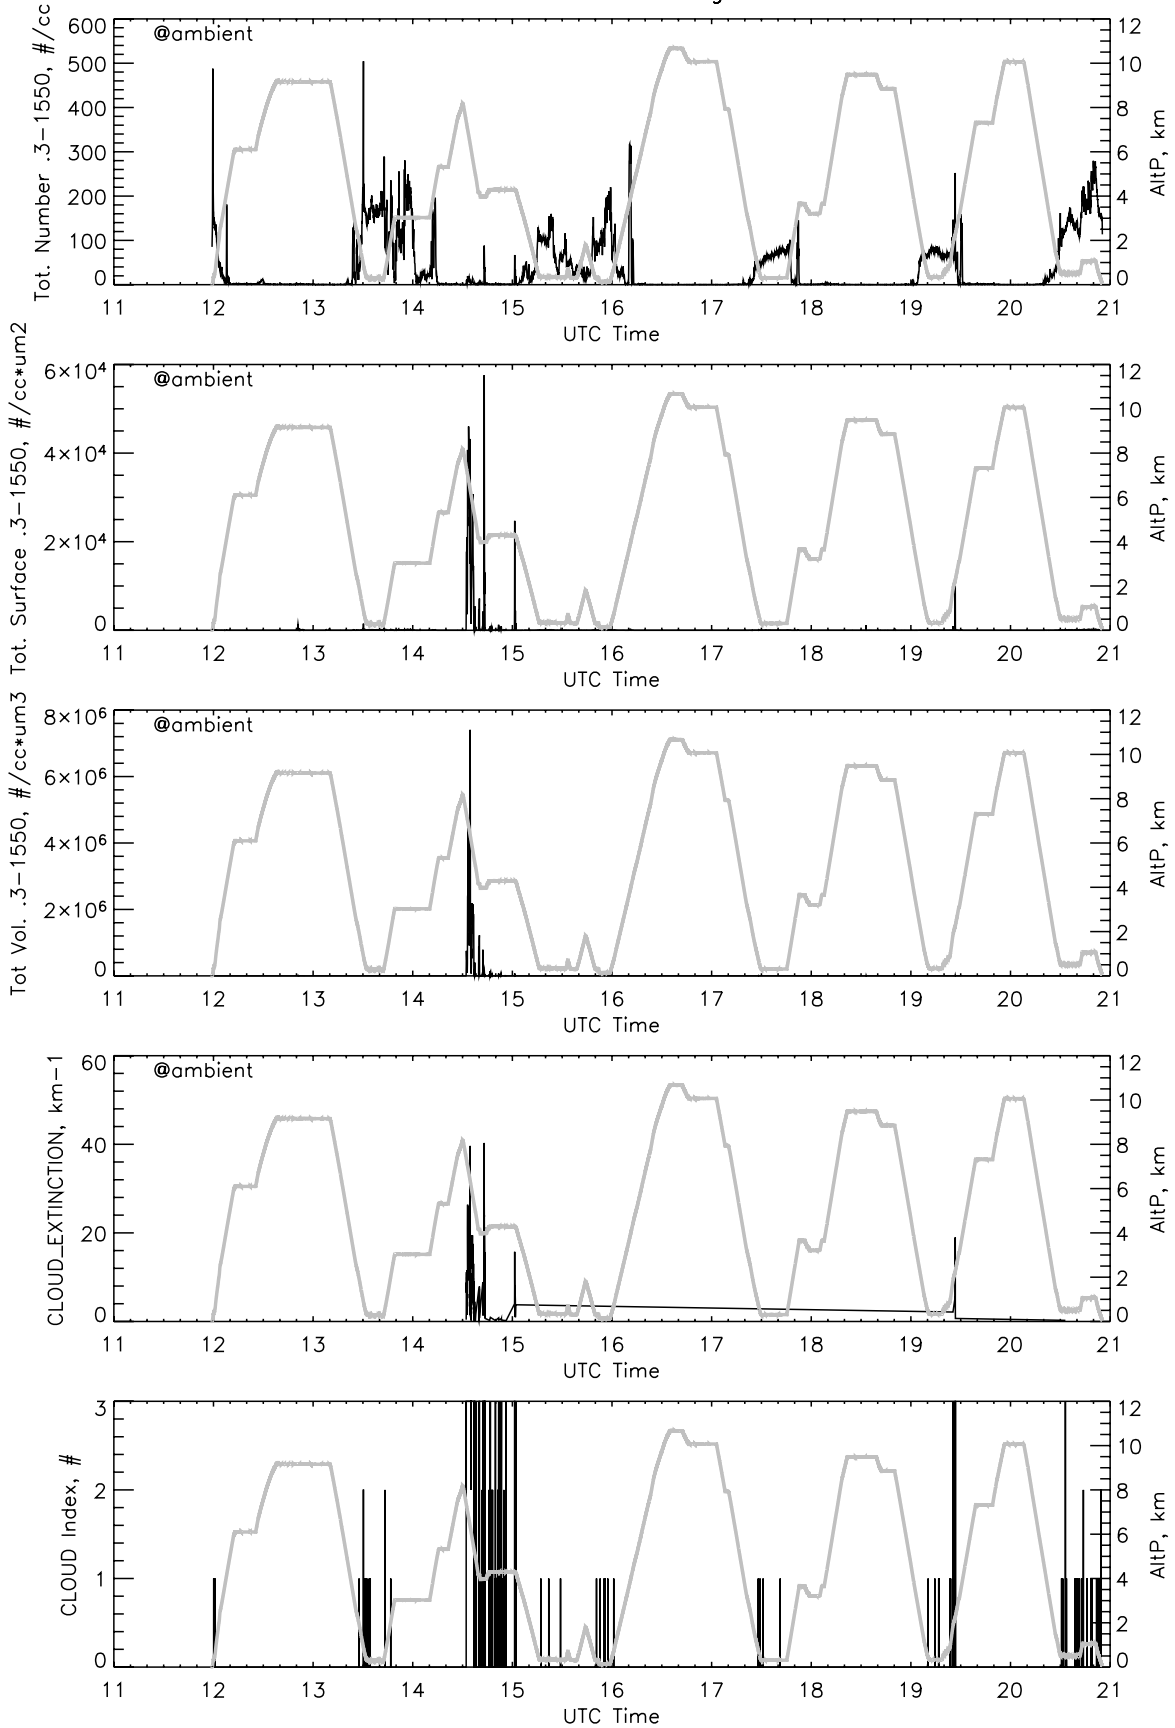 Tot. Number .3-1550, #/cc
600
500
400
300
200
100
0
@ambient
12
10
8
6
4
2
0
AltP, km
11 12 13 14 15 16 17 18 19 20 21
UTC Time
Tot. Surface .3-1550, #/cc*um2
6×10⁴
4×10⁴
2×10⁴
0
@ambient
12
10
8
6
4
2
0
AltP, km
11 12 13 14 15 16 17 18 19 20 21
UTC Time
Tot Vol. .3-1550, #/cc*um3
8×10⁶
6×10⁶
4×10⁶
2×10⁶
0
@ambient
12
10
8
6
4
2
0
AltP, km
11 12 13 14 15 16 17 18 19 20 21
UTC Time
CLOUD_EXTINCTION, km-1
60
40
20
0
@ambient
12
10
8
6
4
2
0
AltP, km
11 12 13 14 15 16 17 18 19 20 21
UTC Time
CLOUD Index, #
3
2
1
0
12
10
8
6
4
2
0
AltP, km
11 12 13 14 15 16 17 18 19 20 21
UTC Time